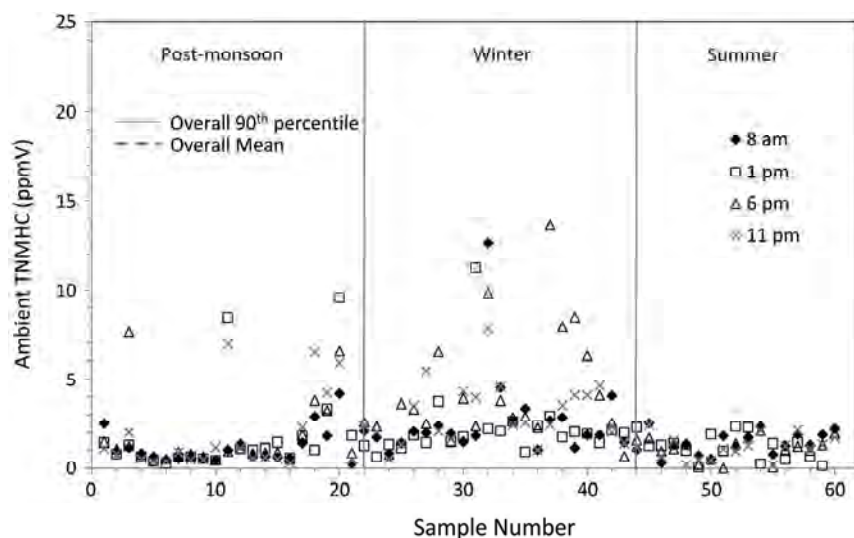 25
20
15
10
5
0
Ambient TNMHC (ppmV)
Post-monsoon
Winter
Summer
Overall 90th percentile
Overall Mean
8 am
1 pm
6 pm
11 pm
0 10 20 30 40 50 60
Sample Number